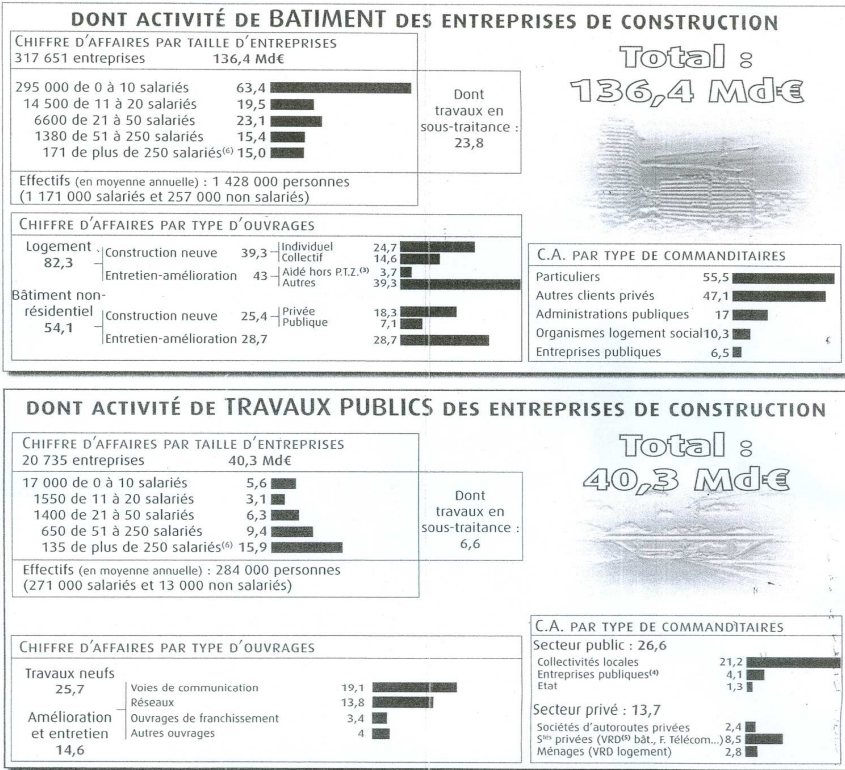 DONT ACTIVITÉ DE BATIMENT DES ENTREPRISES DE CONSTRUCTION
CHIFFRE D'AFFAIRES PAR TAILLE D'ENTREPRISES
317 651 entreprises 136,4 Md€
295 000 de 0 à 10 salariés 63,4
14 500 de 11 à 20 salariés 19,5
6600 de 21 à 50 salariés 23,1
1380 de 51 à 250 salariés 15,4
171 de plus de 250 salariés(6) 15,0
Dont
travaux en
sous-traitance :
23,8
Effectifs (en moyenne annuelle) : 1 428 000 personnes
(1 171 000 salariés et 257 000 non salariés)
Total :
136,4 Md€
CHIFFRE D'AFFAIRES PAR TYPE D'OUVRAGES
Logement
82,3
Construction neuve 39,3
Individuel 24,7
Collectif 14,6
Entretien-amélioration 43
Aidé hors P.T.Z.(3) 3,7
Autres 39,3
Bâtiment non-
résidentiel
54,1
Construction neuve 25,4
Privée 18,3
Publique 7,1
Entretien-amélioration 28,7 28,7
C.A. PAR TYPE DE COMMANDITAIRES
Particuliers 55,5
Autres clients privés 47,1
Administrations publiques 17
Organismes logement social 10,3
Entreprises publiques 6,5
€
DONT ACTIVITÉ DE TRAVAUX PUBLICS DES ENTREPRISES DE CONSTRUCTION
CHIFFRE D'AFFAIRES PAR TAILLE D'ENTREPRISES
20 735 entreprises 40,3 Md€
17 000 de 0 à 10 salariés 5,6
1550 de 11 à 20 salariés 3,1
1400 de 21 à 50 salariés 6,3
650 de 51 à 250 salariés 9,4
135 de plus de 250 salariés(6) 15,9
Dont
travaux en
sous-traitance :
6,6
Effectifs (en moyenne annuelle) : 284 000 personnes
(271 000 salariés et 13 000 non salariés)
Total :
40,3 Md€
CHIFFRE D'AFFAIRES PAR TYPE D'OUVRAGES
Travaux neufs
25,7
Amélioration
et entretien
14,6
Voies de communication 19,1
Réseaux 13,8
Ouvrages de franchissement 3,4
Autres ouvrages 4
C.A. PAR TYPE DE COMMANDITAIRES
Secteur public : 26,6
Collectivités locales 21,2
Entreprises publiques(4) 4,1
Etat 1,3
Secteur privé : 13,7
Sociétés d'autoroutes privées 2,4
Stés privées (VRD(5) bât., F. Télécom...) 8,5
Ménages (VRD logement) 2,8